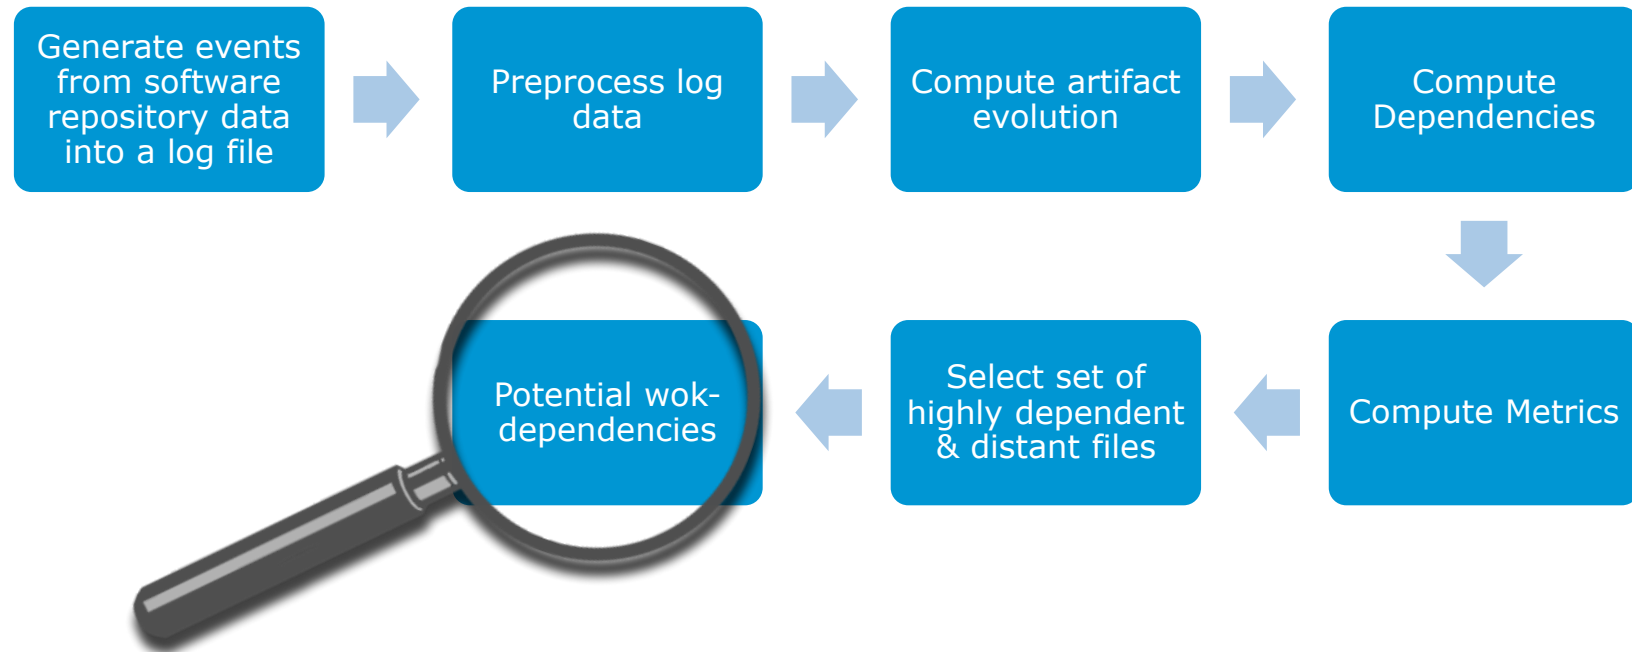 Generate events
from software
repository data
into a log file
Preprocess log
data
Compute artifact
evolution
Compute
Dependencies
Compute Metrics
Select set of
highly dependent
& distant files
Potential wok-
dependencies